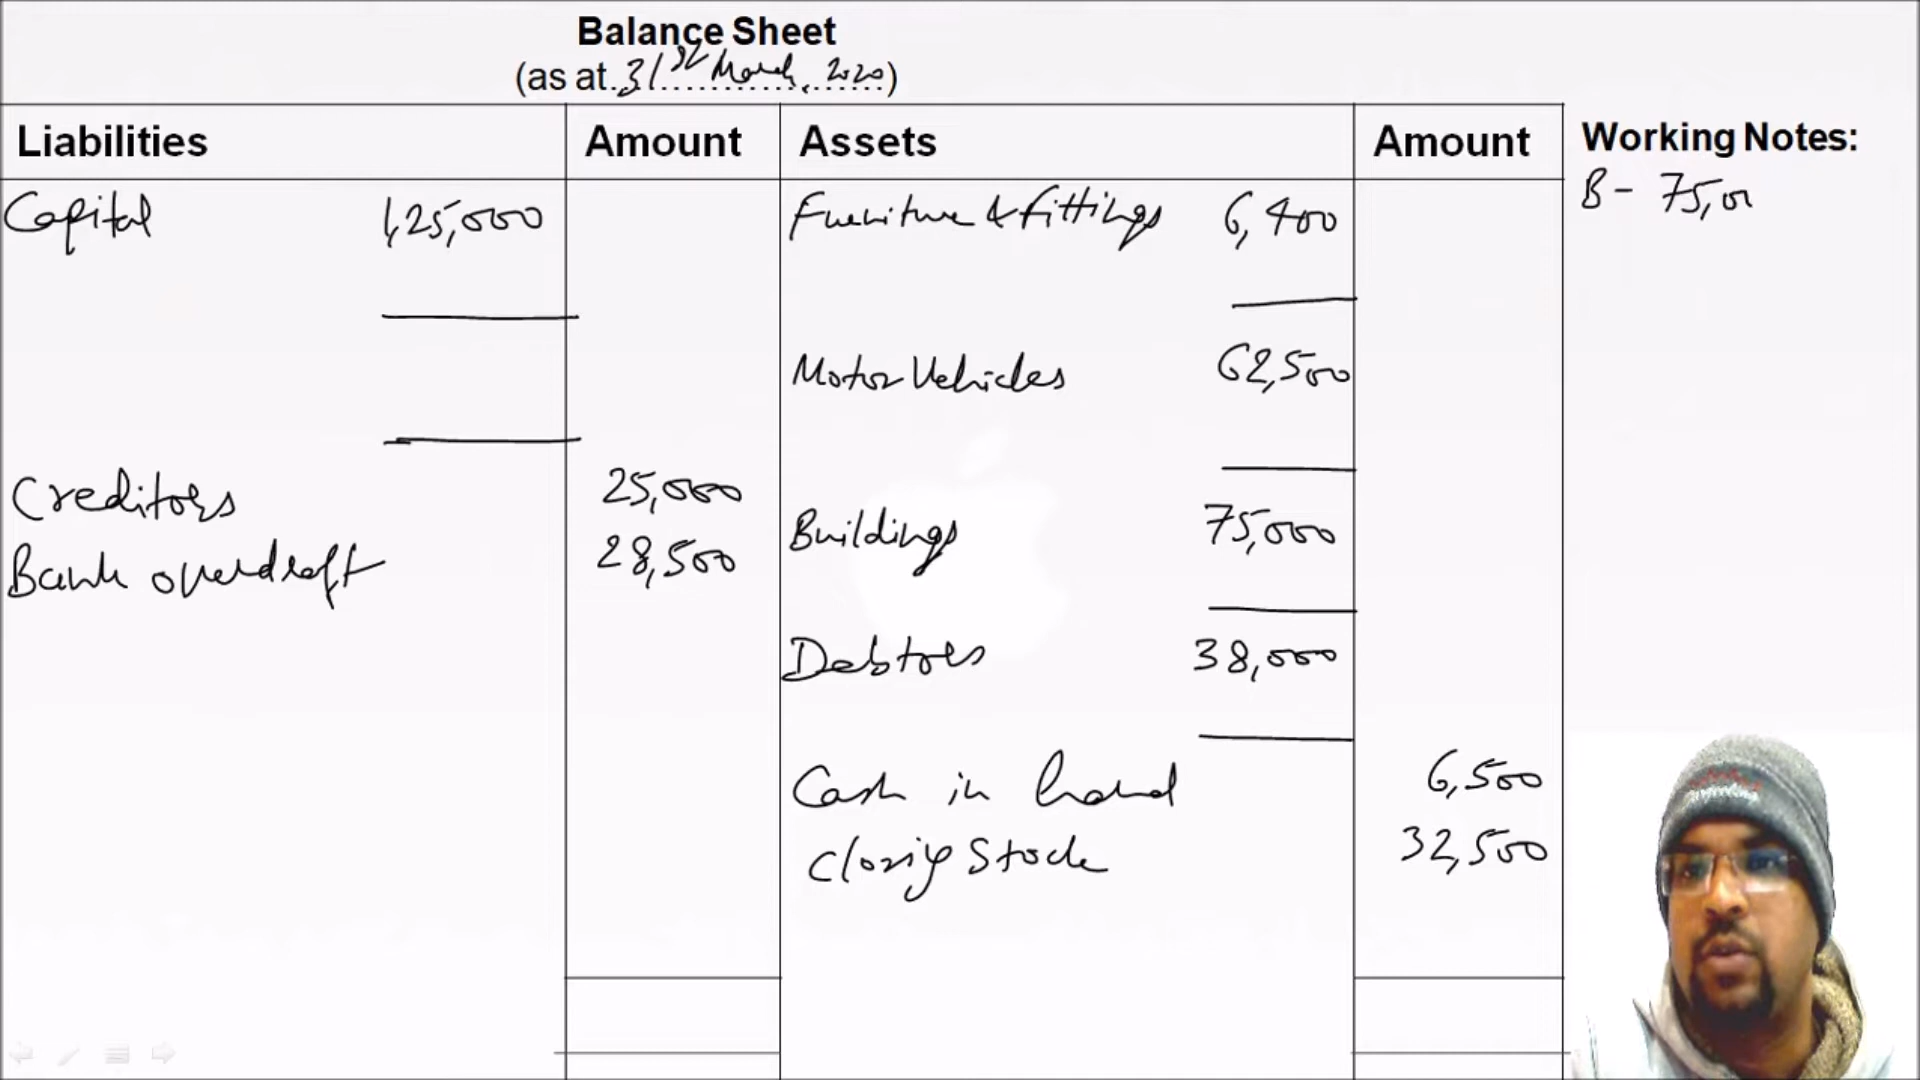 Balance Sheet
(as at 31st March, 2020)
Liabilities Amount Assets Amount Working Notes:
Capital 1,25,000 Furniture & fittings 6,400 B- 75,00
Motor Vehicles 62,500
Creditors 25,000
Buildings 75,000
Bank overdraft 28,500
Debtors 38,000
Cash in hand 6,500
Closing Stock 32,500